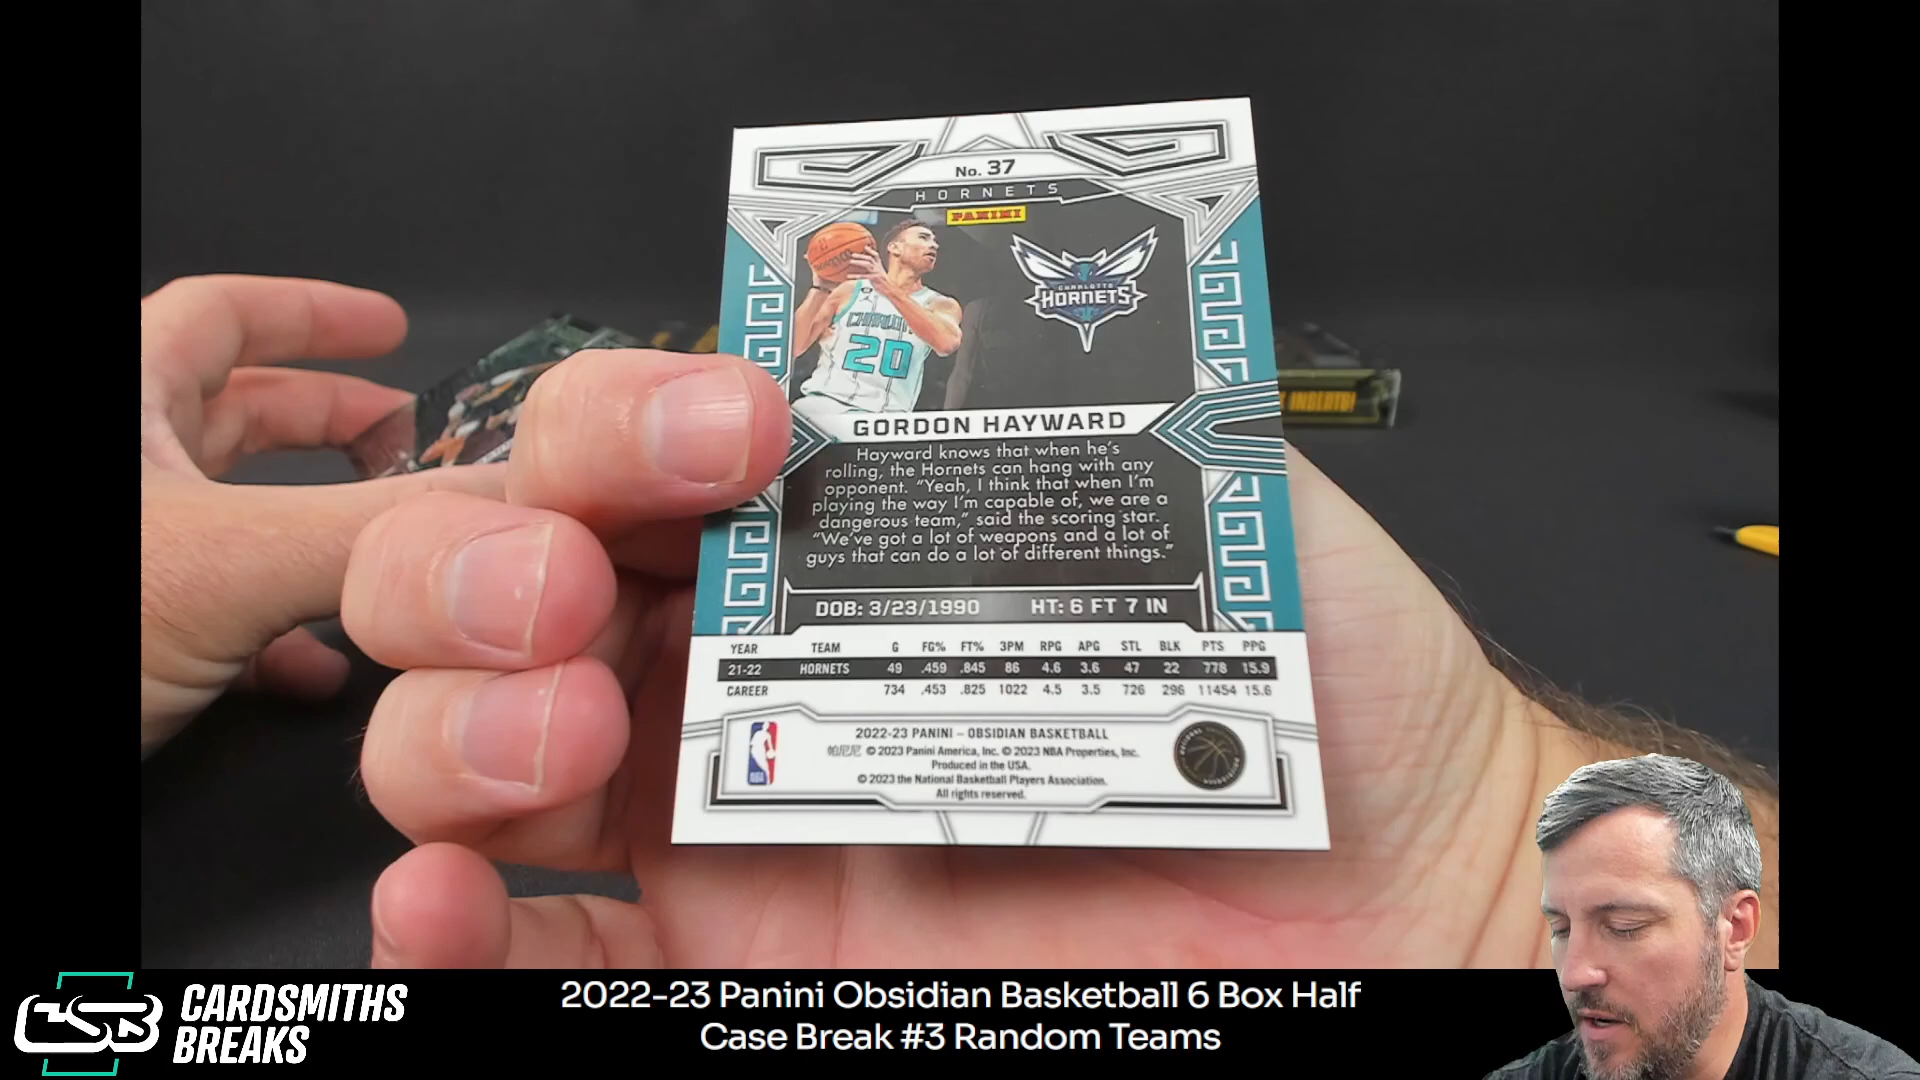 No. 37
HORNETS
PANINI
CHARLOTTE
HORNETS
20
GORDON HAYWARD
Hayward knows that when he's
rolling, the Hornets can hang with any
opponent. "Yeah, I think that when I'm
playing the way I'm capable of, we are a
dangerous team," said the scoring star.
"We've got a lot of weapons and a lot of
guys that can do a lot of different things."
DOB: 3/23/1990 HT: 6 FT 7 IN
YEAR TEAM G FG% FT% 3PM RPG APG STL BLK PTS PPG
21-22 HORNETS 49 .459 .845 86 4.6 3.6 47 22 778 15.9
CAREER 734 .453 .825 1022 4.5 3.5 726 296 11454 15.6
2022-23 PANINI – OBSIDIAN BASKETBALL
帕尼尼 © 2023 Panini America, Inc. © 2023 NBA Properties, Inc.
Produced in the USA.
© 2023 the National Basketball Players Association.
All rights reserved.
CSB CARDSMITHS
BREAKS
2022-23 Panini Obsidian Basketball 6 Box Half
Case Break #3 Random Teams